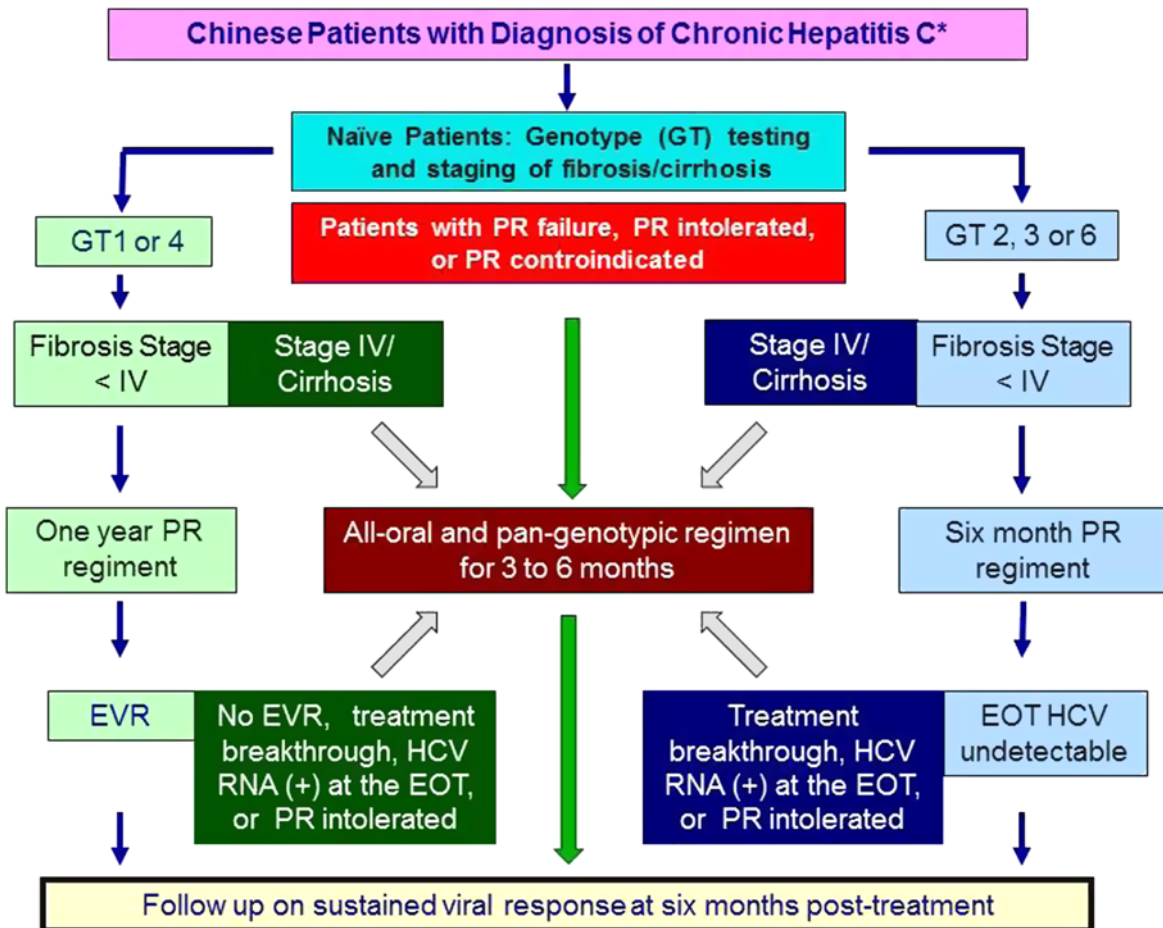 Chinese Patients with Diagnosis of Chronic Hepatitis C*
Naïve Patients: Genotype (GT) testing
and staging of fibrosis/cirrhosis
Patients with PR failure, PR intolerated,
or PR controindicated
GT1 or 4
GT 2, 3 or 6
Fibrosis Stage
< IV
Stage IV/
Cirrhosis
Stage IV/
Cirrhosis
Fibrosis Stage
< IV
One year PR
regiment
All-oral and pan-genotypic regimen
for 3 to 6 months
Six month PR
regiment
EVR
No EVR, treatment
breakthrough, HCV
RNA (+) at the EOT,
or PR intolerated
Treatment
breakthrough, HCV
RNA (+) at the EOT,
or PR intolerated
EOT HCV
undetectable
Follow up on sustained viral response at six months post-treatment